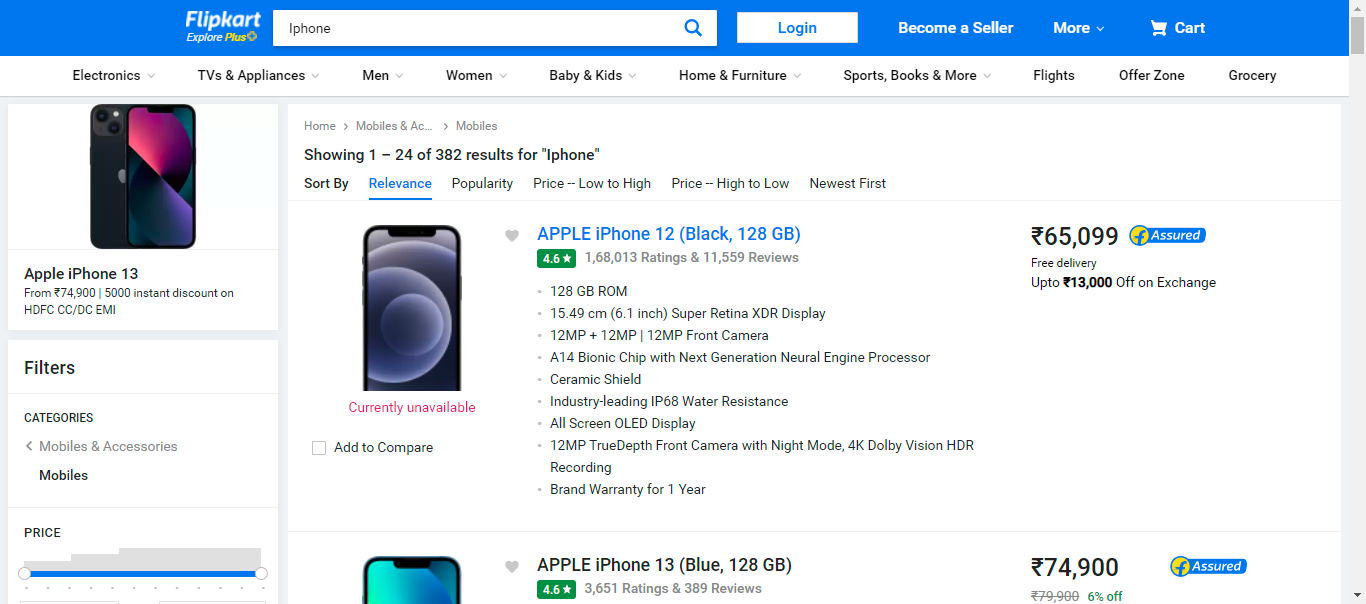 Flipkart
Explore Plus
Iphone
Login
Become a Seller
More
Cart
Electronics
TVs & Appliances
Men
Women
Baby & Kids
Home & Furniture
Sports, Books & More
Flights
Offer Zone
Grocery
Apple iPhone 13
From ₹74,900 | 5000 instant discount on
HDFC CC/DC EMI
Filters
CATEGORIES
Mobiles & Accessories
Mobiles
PRICE
Home > Mobiles & Ac... > Mobiles
Showing 1 – 24 of 382 results for "Iphone"
Sort By Relevance Popularity Price -- Low to High Price -- High to Low Newest First
Currently unavailable
Add to Compare
APPLE iPhone 12 (Black, 128 GB)
4.6★ 1,68,013 Ratings & 11,559 Reviews
128 GB ROM
15.49 cm (6.1 inch) Super Retina XDR Display
12MP + 12MP | 12MP Front Camera
A14 Bionic Chip with Next Generation Neural Engine Processor
Ceramic Shield
Industry-leading IP68 Water Resistance
All Screen OLED Display
12MP TrueDepth Front Camera with Night Mode, 4K Dolby Vision HDR
Recording
Brand Warranty for 1 Year
₹65,099 Assured
Free delivery
Upto ₹13,000 Off on Exchange
APPLE iPhone 13 (Blue, 128 GB)
4.6★ 3,651 Ratings & 389 Reviews
₹74,900 Assured
₹79,900 6% off